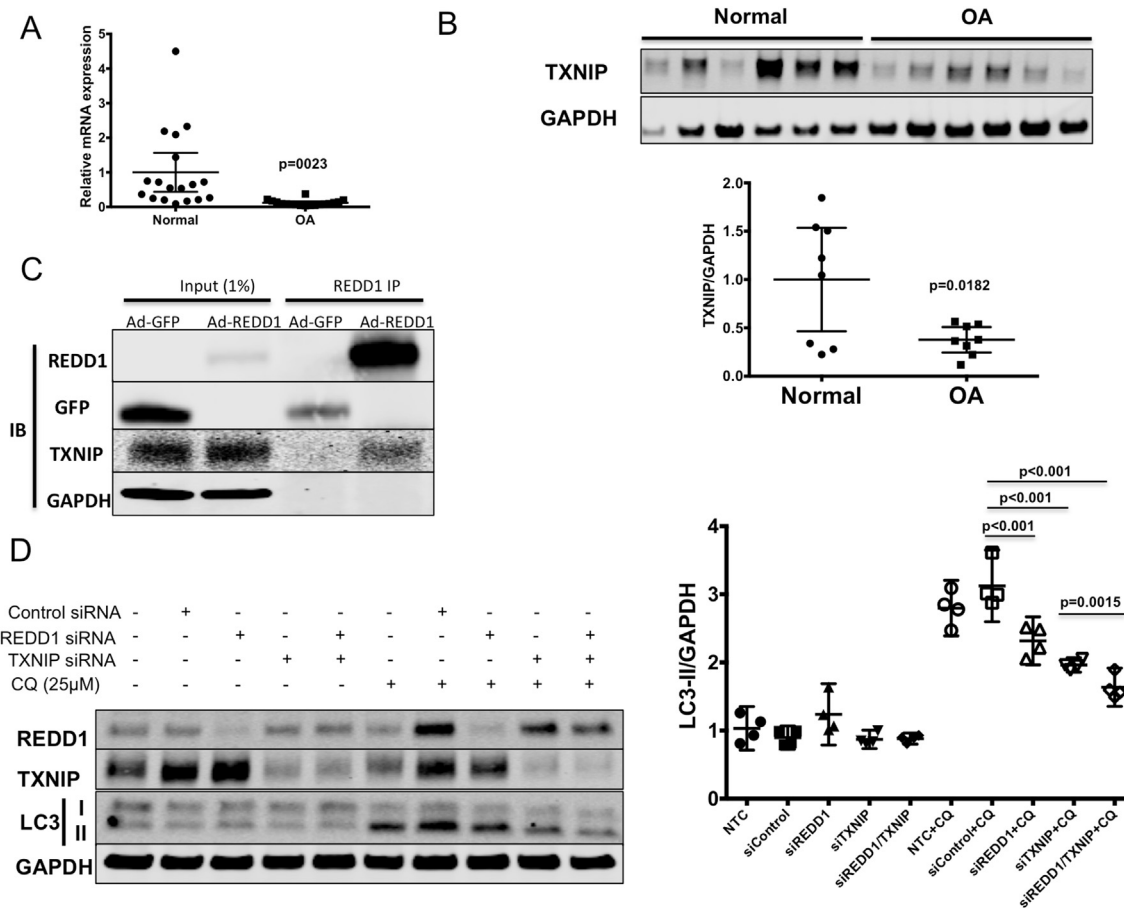 A
Relative mRNA expression
5
4
3
2
1
0
p=0023
Normal
OA
B
Normal
OA
TXNIP
GAPDH
TXNIP/GAPDH
2.0
1.5
1.0
0.5
0.0
p=0.0182
Normal
OA
C
Input (1%)
REDD1 IP
Ad-GFP
Ad-REDD1
Ad-GFP
Ad-REDD1
IB
REDD1
GFP
TXNIP
GAPDH
D
Control siRNA - + - - - - + - - -
REDD1 siRNA - - + - + - - + - +
TXNIP siRNA - - - + + - - - + +
CQ (25µM) - - - - - + + + + +
REDD1
TXNIP
LC3
I
II
GAPDH
LC3-II/GAPDH
4
3
2
1
0
p<0.001
p<0.001
p<0.001
p=0.0015
NTC
siControl
siREDD1
siTXNIP
siREDD1/TXNIP
NTC+CQ
siControl+CQ
siREDD1+CQ
siTXNIP+CQ
siREDD1/TXNIP+CQ